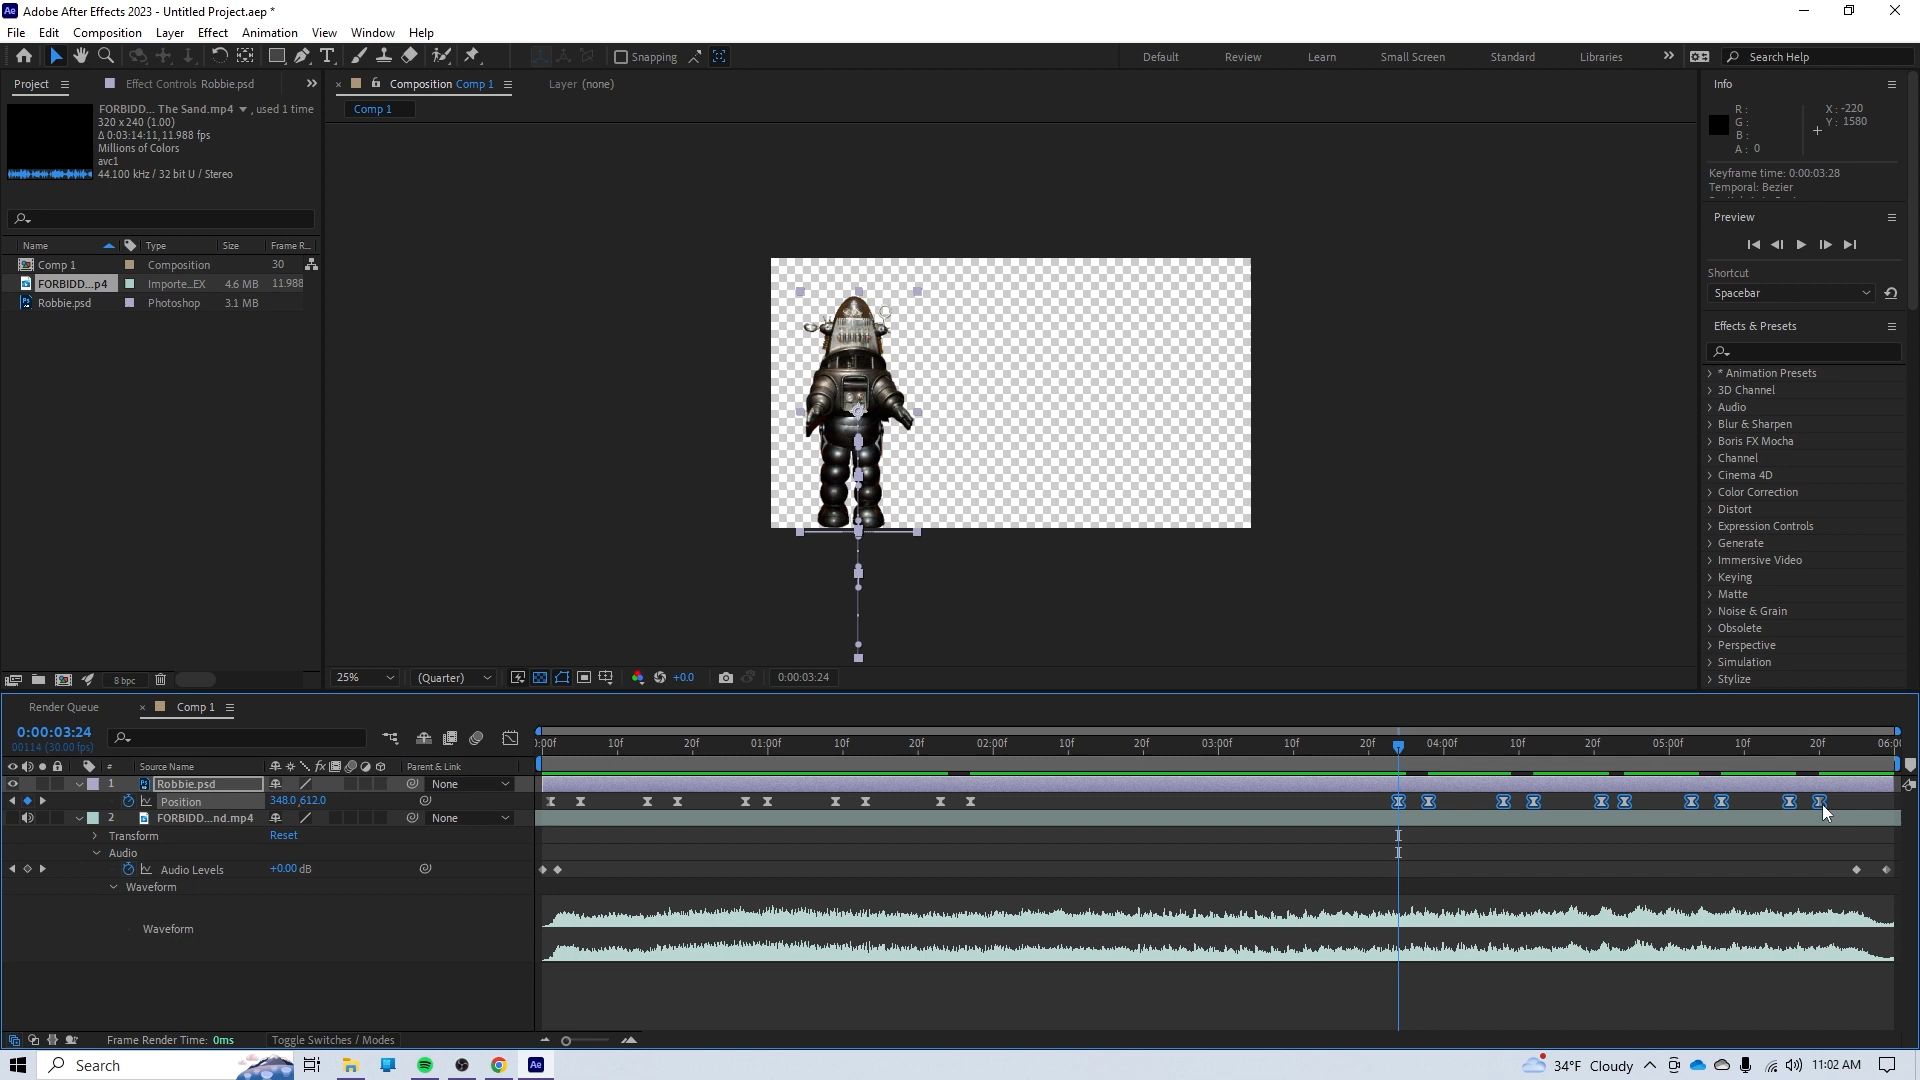 Ae Adobe After Effects 2023 - Untitled Project.aep *
File Edit Composition Layer Effect Animation View Window Help
Snapping
Default Review Learn Small Screen Standard Libraries » Search Help
Project Effect Controls Robbie.psd »
× Composition Comp 1 Layer (none)
Comp 1
FORBIDD... The Sand.mp4 , used 1 time
320 x 240 (1.00)
Δ 0:03:14:11, 11.988 fps
Millions of Colors
avc1
44.100 kHz / 32 bit U / Stereo
Name Type Size Frame R...
Comp 1 Composition 30
FORBIDD...p4 Importe...EX 4.6 MB 11.988
Robbie.psd Photoshop 3.1 MB
8 bpc
25% (Quarter) +0.0 0:00:03:24
Info
R : X : -220
G : Y : 1580
B :
A : 0
Keyframe time: 0:00:03:28
Temporal: Bezier
Preview
Shortcut
Spacebar
Effects & Presets
* Animation Presets
3D Channel
Audio
Blur & Sharpen
Boris FX Mocha
Channel
Cinema 4D
Color Correction
Distort
Expression Controls
Generate
Immersive Video
Keying
Matte
Noise & Grain
Obsolete
Perspective
Simulation
Stylize
Render Queue × Comp 1
0:00:03:24
00114 (30.00 fps)
:00f 10f 20f 01:00f 10f 20f 02:00f 10f 20f 03:00f 10f 20f 04:00f 10f 20f 05:00f 10f 20f 06:00
# Source Name fx Parent & Link
1 Ps Robbie.psd None
Position 348.0,612.0
2 FORBIDD...nd.mp4 None
Transform Reset
Audio
Audio Levels +0.00 dB
Waveform
Waveform
Frame Render Time: 0ms Toggle Switches / Modes
Search Ae 34°F Cloudy 11:02 AM